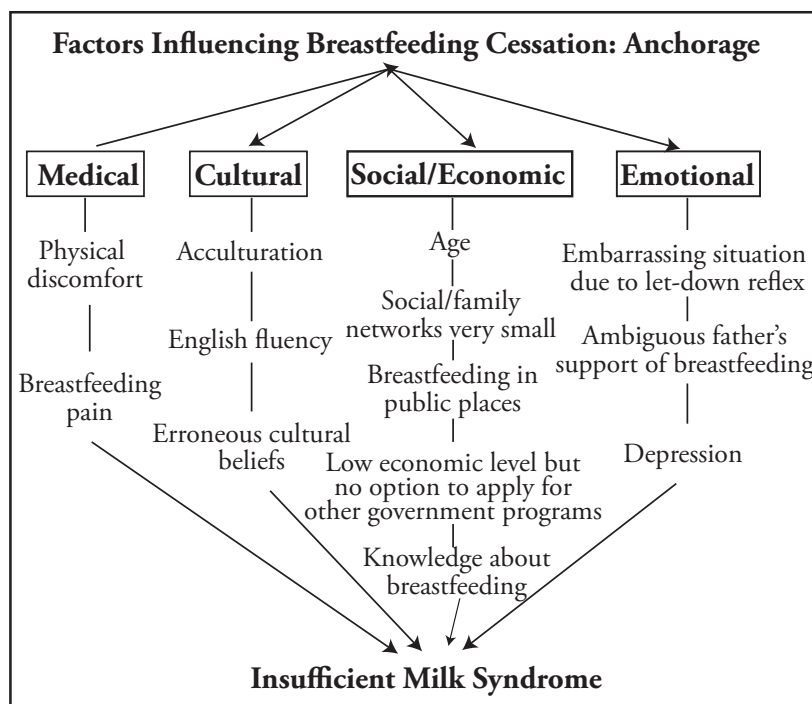 Factors Influencing Breastfeeding Cessation: Anchorage
Medical
Physical
discomfort
Breastfeeding
pain
Cultural
Acculturation
English fluency
Erroneous cultural
beliefs
Social/Economic
Age
Social/family
networks very small
Breastfeeding in
public places
Low economic level but
no option to apply for
other government programs
Knowledge about
breastfeeding
Emotional
Embarrassing situation
due to let-down reflex
Ambiguous father's
support of breastfeeding
Depression
Insufficient Milk Syndrome